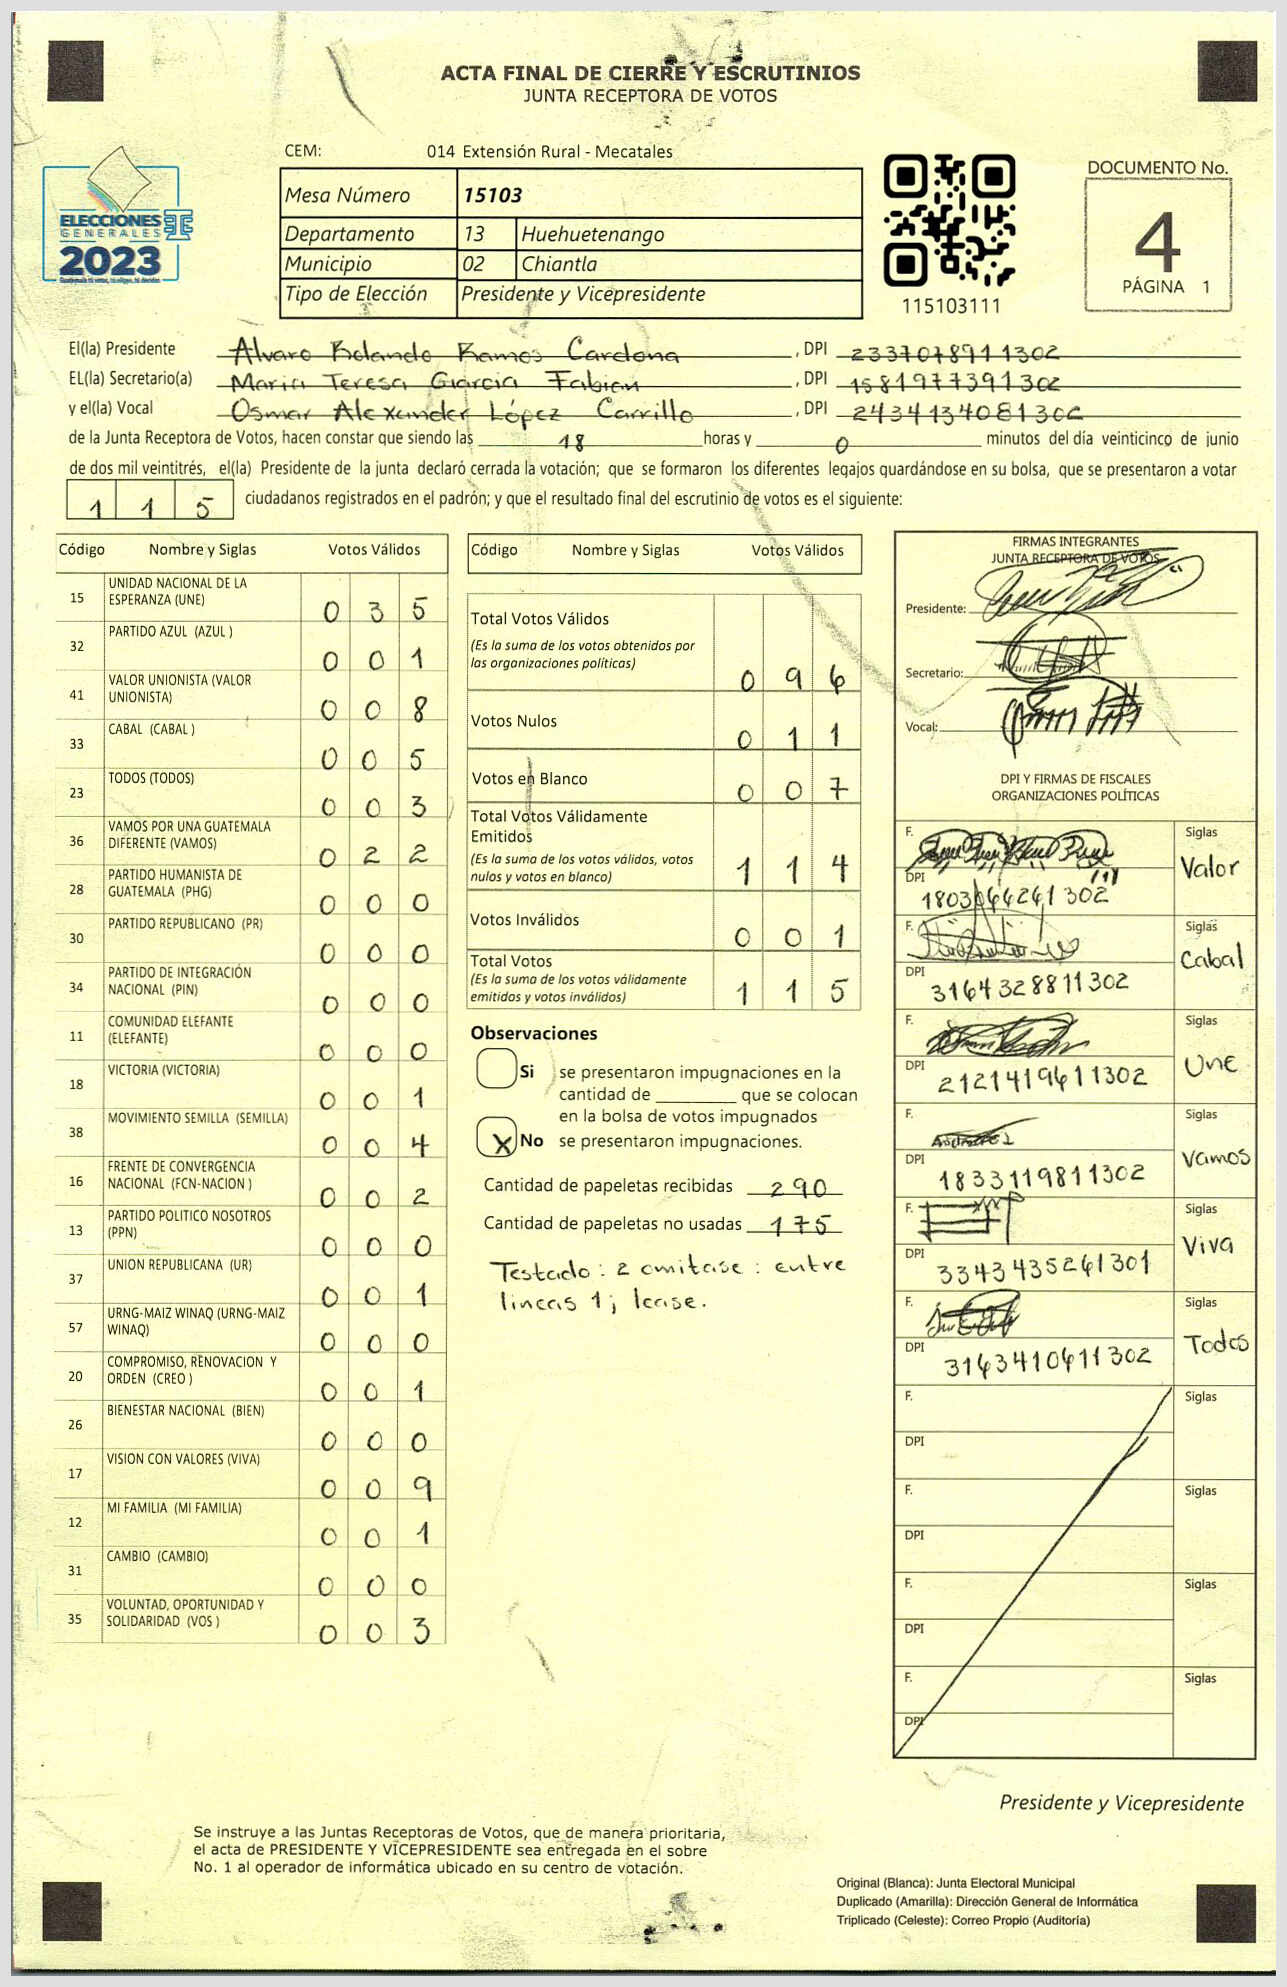 ACTA FINAL DE CIERRE Y ESCRUTINIOS
JUNTA RECEPTORA DE VOTOS
CEM: 014 Extensión Rural - Mecatales
DOCUMENTO No.
4
PÁGINA 1
ELECCIONES
GENERALES
2023
Mesa Número 15103
Departamento 13 Huehuetenango
Municipio 02 Chiantla
Tipo de Elección Presidente y Vicepresidente
115103111
El(la) Presidente Alvaro Rolando Ramos Cardona , DPI 2337078911302
EL(la) Secretario(a) Maria Teresa Garcia Fabian , DPI 1581977391302
y el(la) Vocal Osmar Alexander López Carrillo , DPI 2434134081302
de la Junta Receptora de Votos, hacen constar que siendo las 18 horas y 0 minutos del día veinticinco de junio
de dos mil veintitrés, el(la) Presidente de la junta declaró cerrada la votación; que se formaron los diferentes legajos guardándose en su bolsa, que se presentaron a votar
1 1 5 ciudadanos registrados en el padrón; y que el resultado final del escrutinio de votos es el siguiente:
Código Nombre y Siglas Votos Válidos
15 UNIDAD NACIONAL DE LA ESPERANZA (UNE) 0 3 5
32 PARTIDO AZUL (AZUL ) 0 0 1
41 VALOR UNIONISTA (VALOR UNIONISTA) 0 0 8
33 CABAL (CABAL ) 0 0 5
23 TODOS (TODOS) 0 0 3
36 VAMOS POR UNA GUATEMALA DIFERENTE (VAMOS) 0 2 2
28 PARTIDO HUMANISTA DE GUATEMALA (PHG) 0 0 0
30 PARTIDO REPUBLICANO (PR) 0 0 0
34 PARTIDO DE INTEGRACIÓN NACIONAL (PIN) 0 0 0
11 COMUNIDAD ELEFANTE (ELEFANTE) 0 0 0
18 VICTORIA (VICTORIA) 0 0 1
38 MOVIMIENTO SEMILLA (SEMILLA) 0 0 4
16 FRENTE DE CONVERGENCIA NACIONAL (FCN-NACION ) 0 0 2
13 PARTIDO POLITICO NOSOTROS (PPN) 0 0 0
37 UNION REPUBLICANA (UR) 0 0 1
57 URNG-MAIZ WINAQ (URNG-MAIZ WINAQ) 0 0 0
20 COMPROMISO, RENOVACION Y ORDEN (CREO ) 0 0 1
26 BIENESTAR NACIONAL (BIEN) 0 0 0
17 VISION CON VALORES (VIVA) 0 0 9
12 MI FAMILIA (MI FAMILIA) 0 0 1
31 CAMBIO (CAMBIO) 0 0 0
35 VOLUNTAD, OPORTUNIDAD Y SOLIDARIDAD (VOS ) 0 0 3
Código Nombre y Siglas Votos Válidos
Total Votos Válidos 0 9 6
(Es la suma de los votos obtenidos por
las organizaciones políticas)
Votos Nulos 0 1 1
Votos en Blanco 0 0 7
Total Votos Válidamente
Emitidos 1 1 4
(Es la suma de los votos válidos, votos
nulos y votos en blanco)
Votos Inválidos 0 0 1
Total Votos 1 1 5
(Es la suma de los votos válidamente
emitidos y votos inválidos)
Observaciones
Si se presentaron impugnaciones en la
cantidad de ________ que se colocan
en la bolsa de votos impugnados
X No se presentaron impugnaciones.
Cantidad de papeletas recibidas 290
Cantidad de papeletas no usadas 175
Testado: 2 omitase: entre
lineas 1; lease.
FIRMAS INTEGRANTES
JUNTA RECEPTORA DE VOTOS
Presidente:
Secretario:
Vocal:
DPI Y FIRMAS DE FISCALES
ORGANIZACIONES POLÍTICAS
F. Siglas
Valor
DPI
F. Siglas
Cabal
DPI 3164328811302
F. Siglas
Une
DPI 2121419611302
F. Siglas
Vamos
DPI 1833119811302
F. Siglas
Viva
DPI 3343435261301
F. Siglas
Todos
DPI 3163410611302
F. Siglas
DPI
F. Siglas
DPI
F. Siglas
DPI
F. Siglas
DPI
Presidente y Vicepresidente
Se instruye a las Juntas Receptoras de Votos, que de manera prioritaria,
el acta de PRESIDENTE Y VICEPRESIDENTE sea entregada en el sobre
No. 1 al operador de informática ubicado en su centro de votación.
Original (Blanca): Junta Electoral Municipal
Duplicado (Amarilla): Dirección General de Informática
Triplicado (Celeste): Correo Propio (Auditoría)